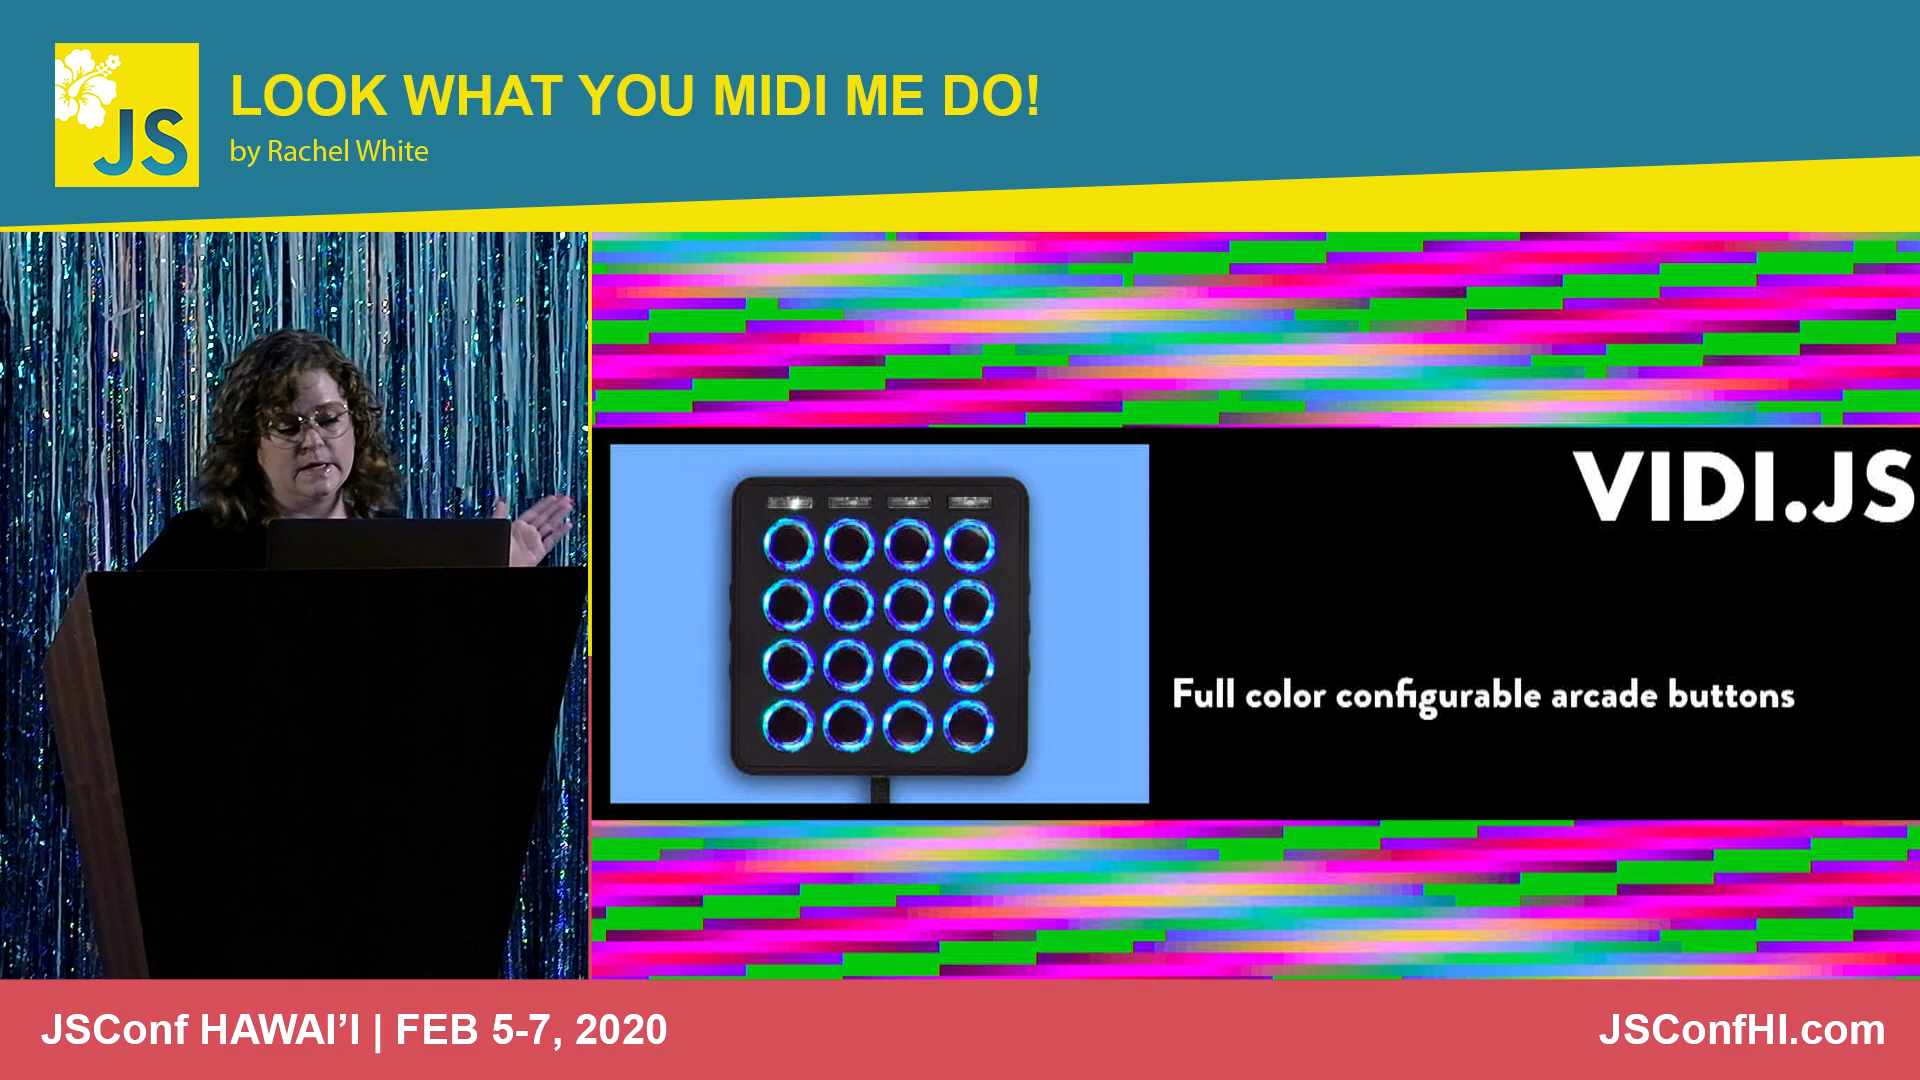 JS
LOOK WHAT YOU MIDI ME DO!
by Rachel White
VIDI.JS
Full color configurable arcade buttons
JSConf HAWAI’I | FEB 5-7, 2020
JSConfHI.com